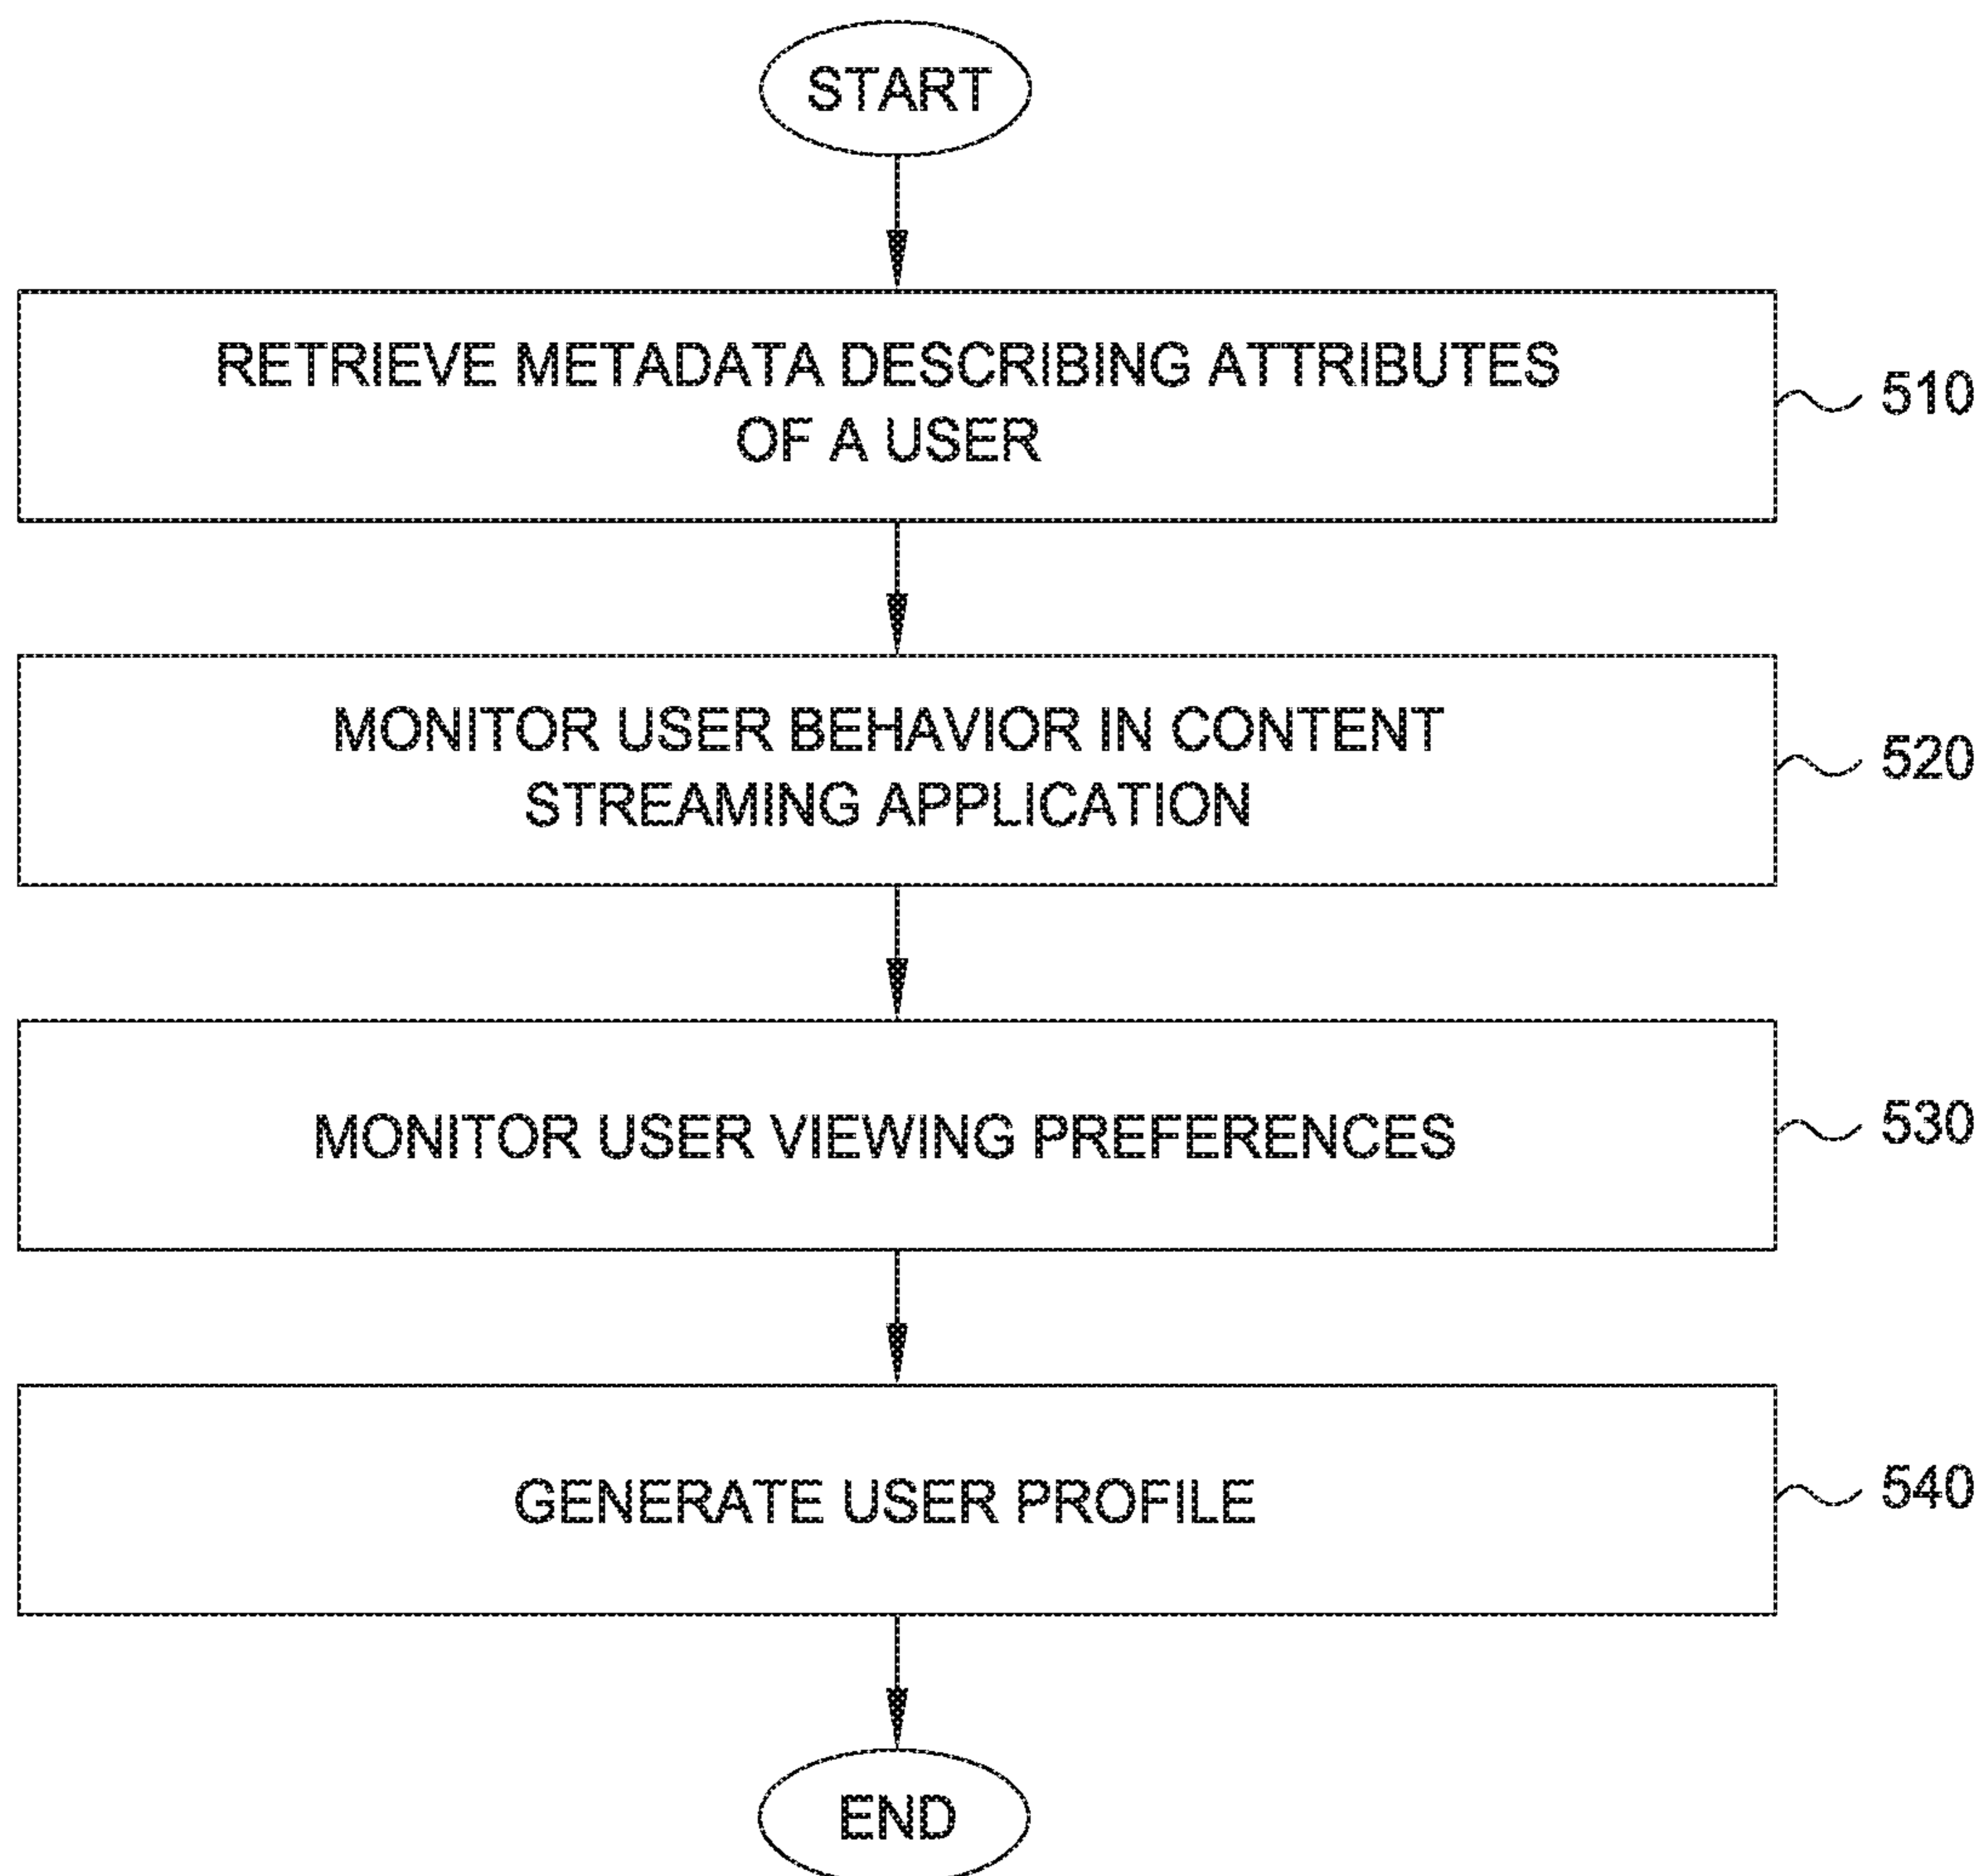 START
RETRIEVE METADATA DESCRIBING ATTRIBUTES
OF A USER
510
MONITOR USER BEHAVIOR IN CONTENT
STREAMING APPLICATION
520
MONITOR USER VIEWING PREFERENCES
530
GENERATE USER PROFILE
540
END